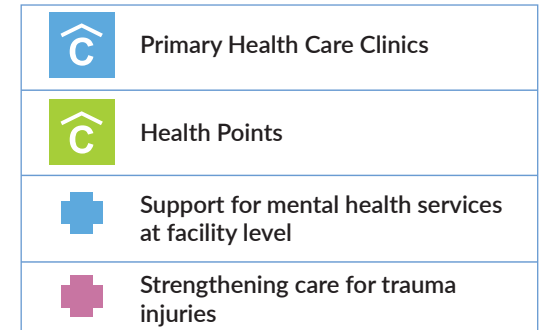 C
Primary Health Care Clinics
C
Health Points
Support for mental health services
at facility level
Strengthening care for trauma
injuries